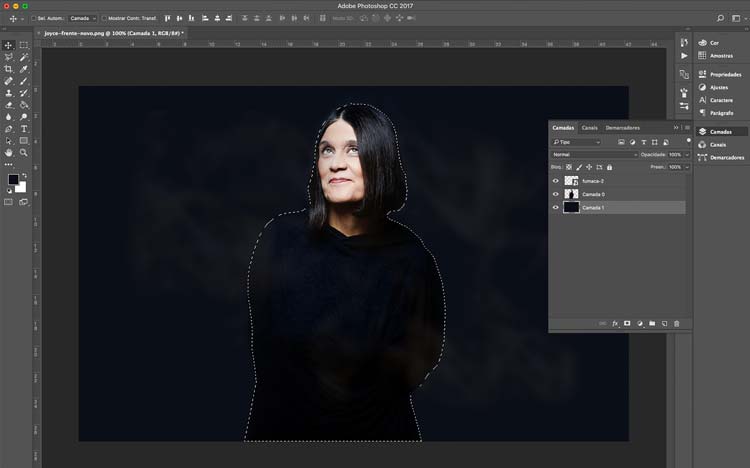 Adobe Photoshop CC 2017
Sel. Autom.: Camada Mostrar Contr. Transf. Modo 3D:
joyce-frente-novo.png @ 100% (Camada 1, RGB/8#) *
Cor
Amostras
Propriedades
Ajustes
Caractere
Parágrafo
Camadas
Canais
Demarcadores
Camadas Canais Demarcadores
Tipo
Normal Opacidade: 100%
Bloq.: Preen.: 100%
fumaca-2
Camada 0
Camada 1
fx